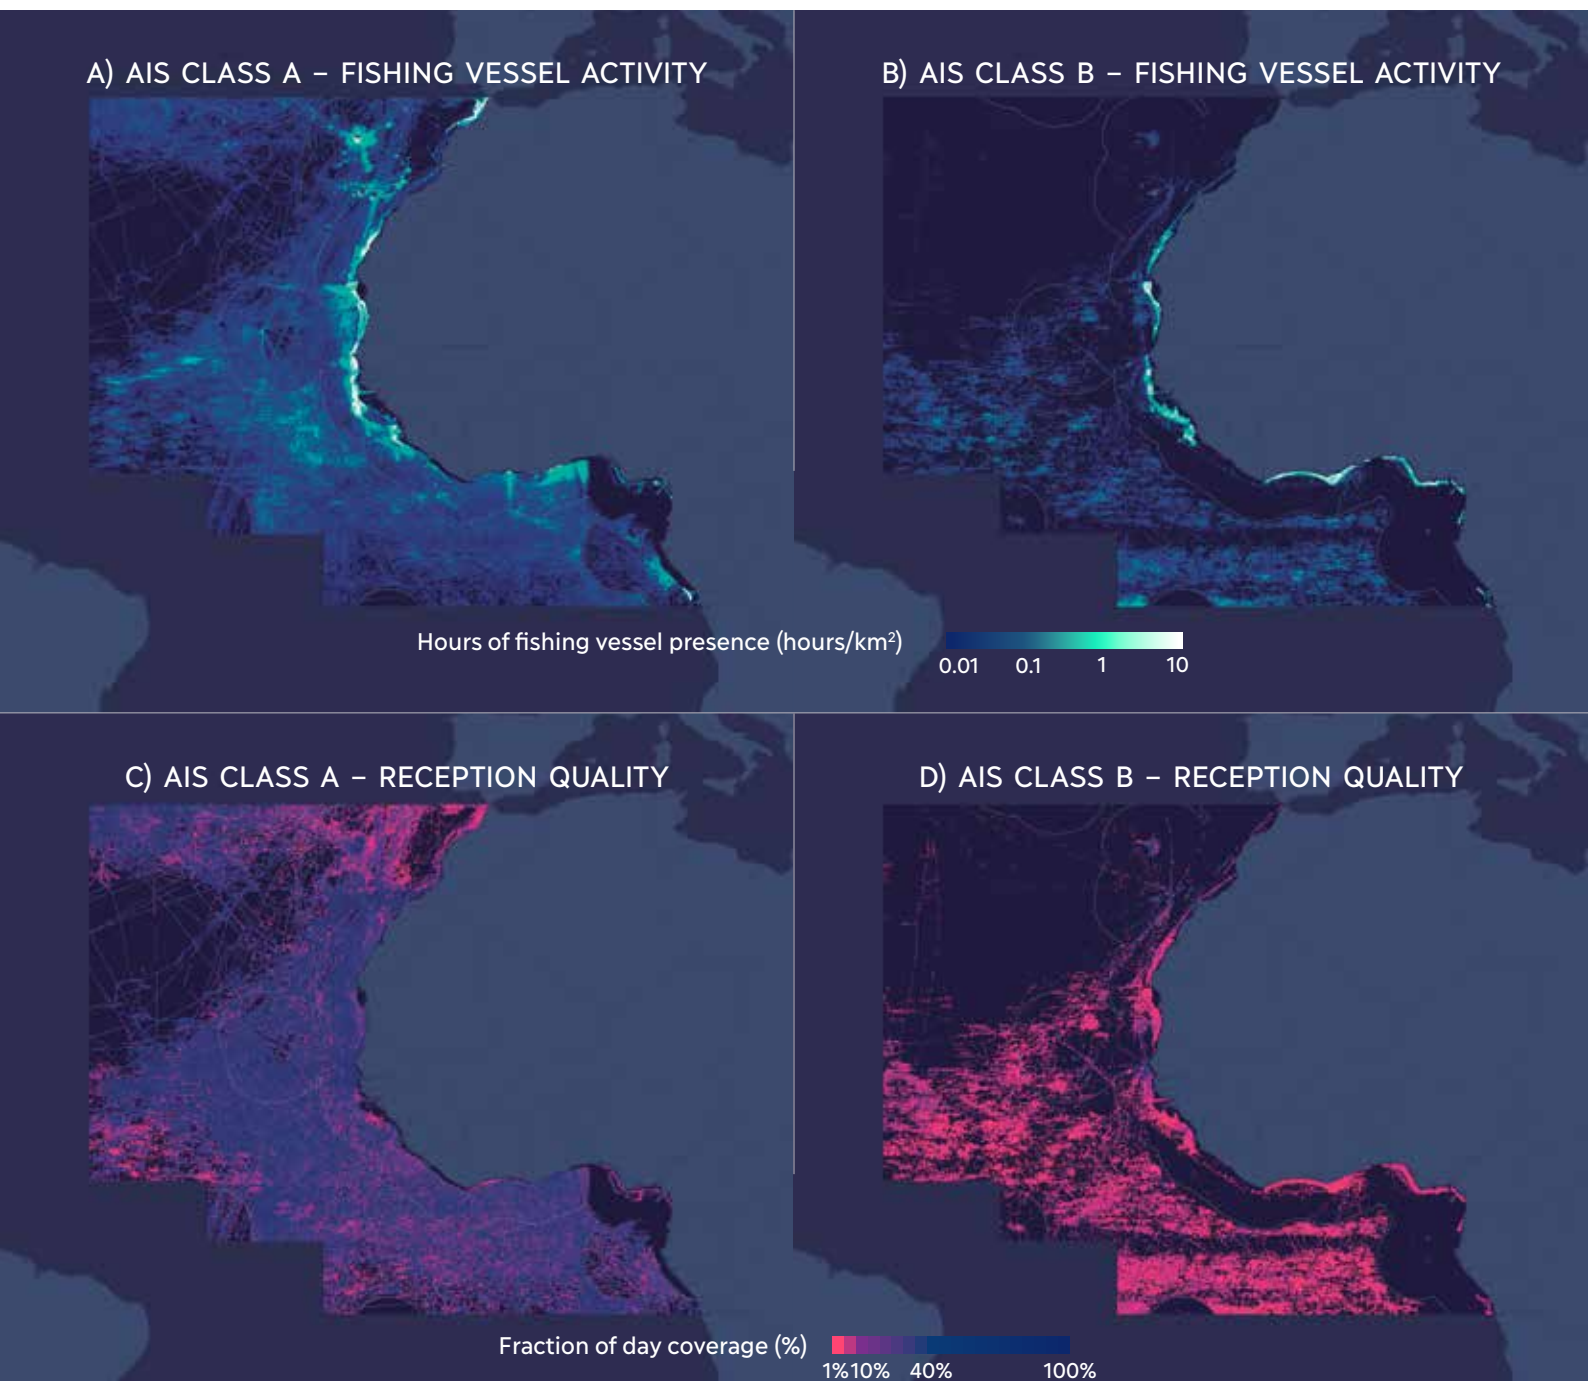 A) AIS CLASS A – FISHING VESSEL ACTIVITY
B) AIS CLASS B – FISHING VESSEL ACTIVITY
Hours of fishing vessel presence (hours/km²)
0.01 0.1 1 10
C) AIS CLASS A – RECEPTION QUALITY
D) AIS CLASS B – RECEPTION QUALITY
Fraction of day coverage (%)
1% 10% 40% 100%